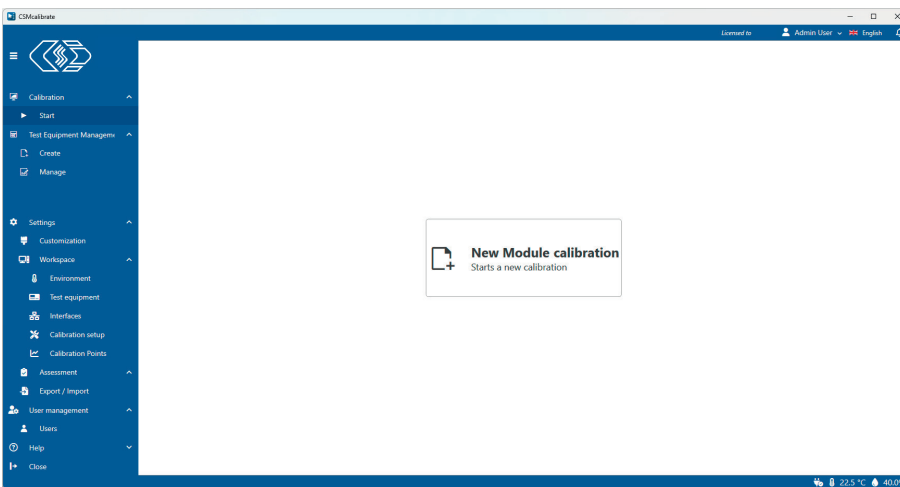 CSMcalibrate
Licensed to
Admin User
English
Calibration
Start
Test Equipment Manageme
Create
Manage
Settings
Customization
Workspace
Environment
Test equipment
Interfaces
Calibration setup
Calibration Points
Assessment
Export / Import
User management
Users
Help
Close
New Module calibration
Starts a new calibration
22.5 °C
40.0%